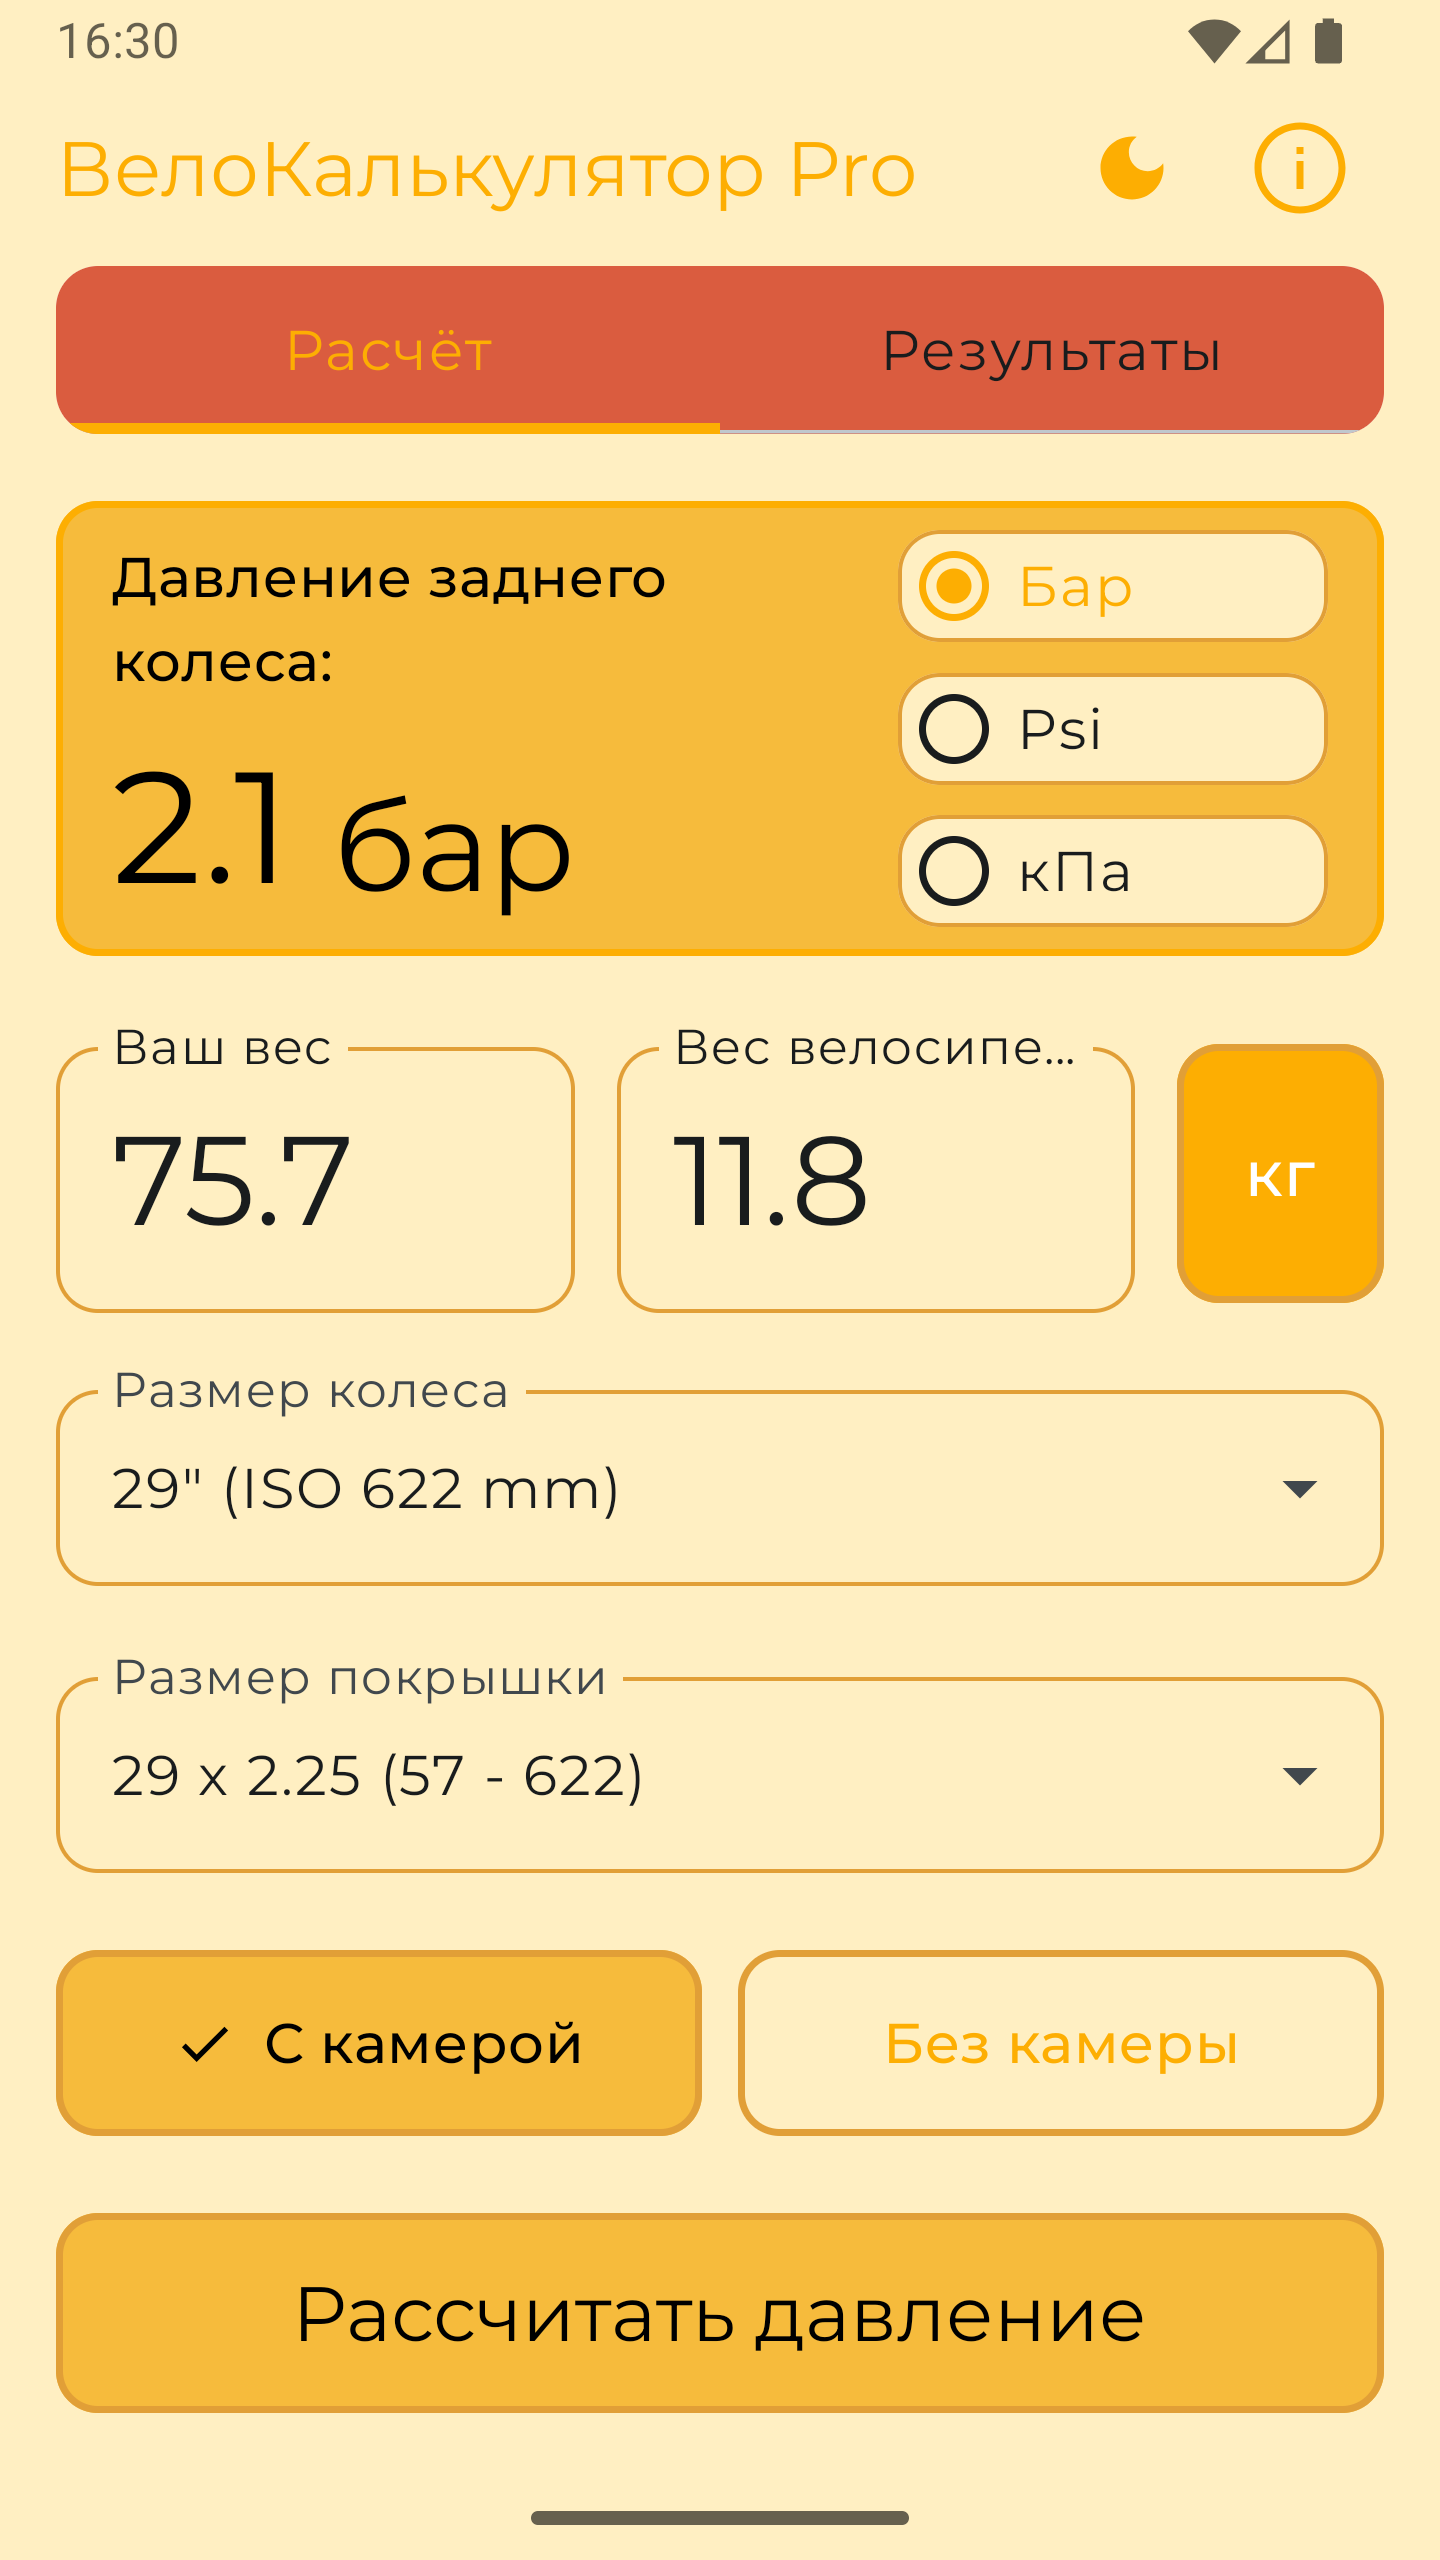 16:30
ВелоКалькулятор Pro
Расчёт
Результаты
Давление заднего
колеса:
2.1 бар
Бар
Psi
кПа
Ваш вес
75.7
Вес велосипе...
11.8
кг
Размер колеса
29" (ISO 622 mm)
Размер покрышки
29 x 2.25 (57 - 622)
С камерой
Без камеры
Рассчитать давление